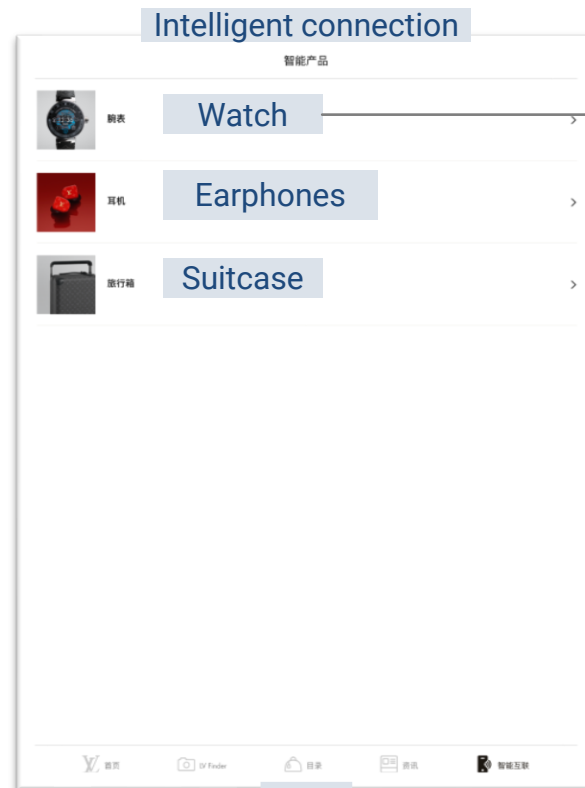 Intelligent connection
智能产品
腕表 Watch
耳机 Earphones
旅行箱 Suitcase
首页 LV Finder 目录 资讯 智能互联